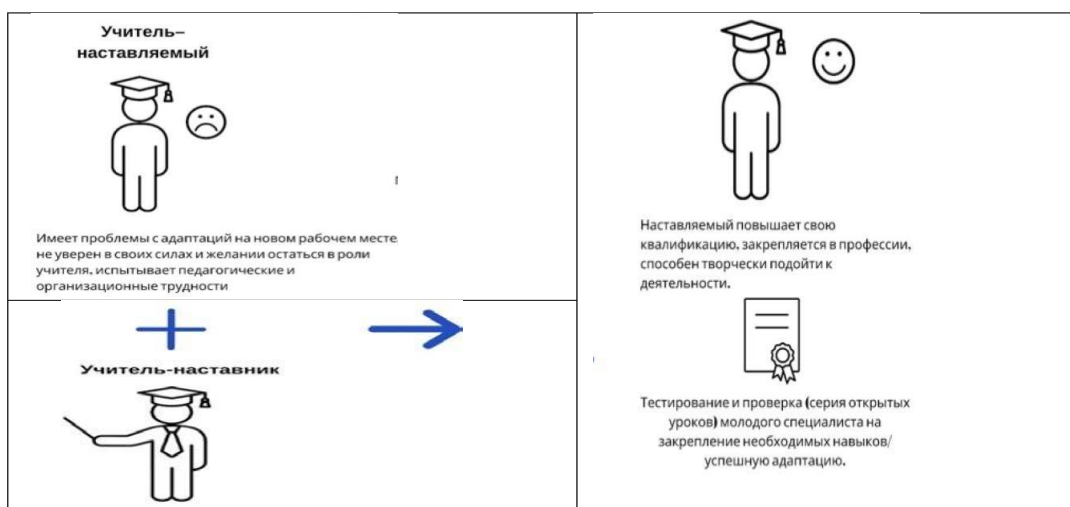 Учитель–
наставляемый
Имеет проблемы с адаптаций на новом рабочем месте
не уверен в своих силах и желании остаться в роли
учителя, испытывает педагогические и
организационные трудности
Учитель-наставник
Наставляемый повышает свою
квалификацию, закрепляется в профессии,
способен творчески подойти к
деятельности.
Тестирование и проверка (серия открытых
уроков) молодого специалиста на
закрепление необходимых навыков/
успешную адаптацию.